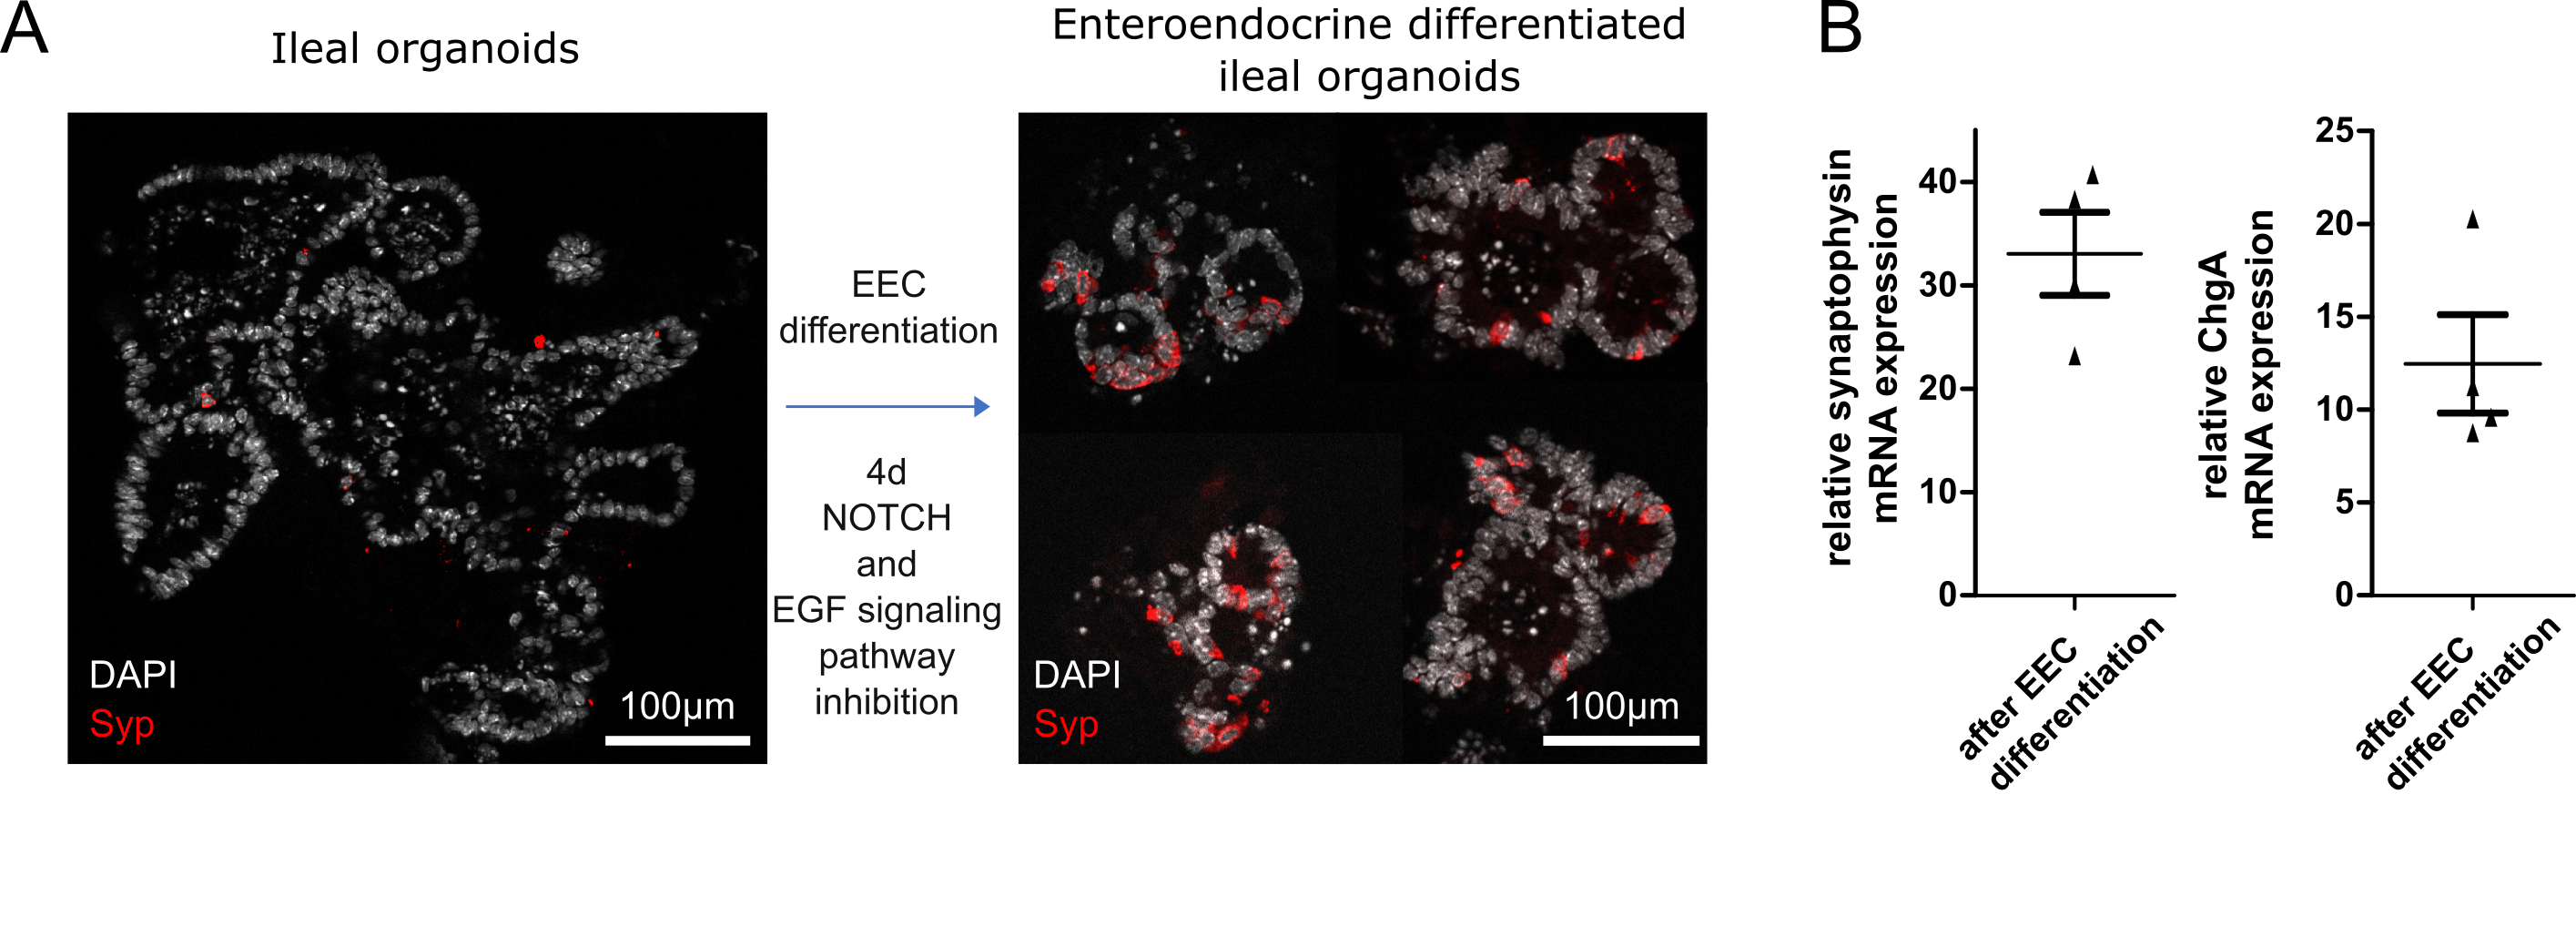 A
Ileal organoids
Enteroendocrine differentiated
ileal organoids
DAPI
Syp
100µm
EEC
differentiation
4d
NOTCH
and
EGF signaling
pathway
inhibition
DAPI
Syp
100µm
B
relative synaptophysin
mRNA expression
40
30
20
10
0
after EEC
differentiation
relative ChgA
mRNA expression
25
20
15
10
5
0
after EEC
differentiation